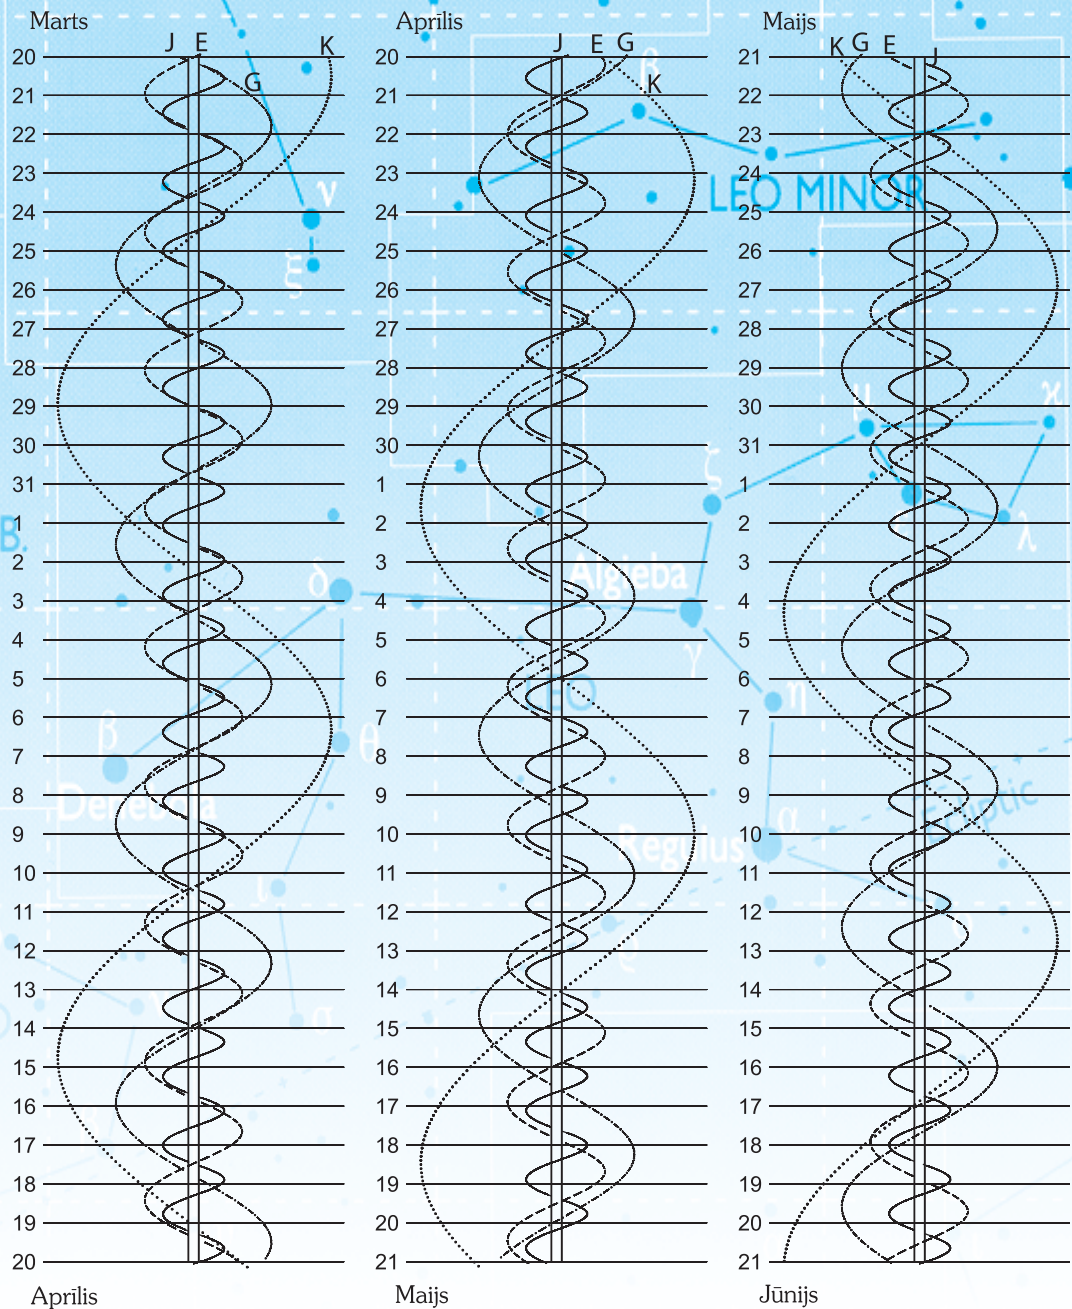 Marts
J E K
G
20
21
22
23
24
25
26
27
28
29
30
31
1
2
3
4
5
6
7
8
9
10
11
12
13
14
15
16
17
18
19
20
Aprīlis
Aprīlis
J E G
K
20
21
22
23
24
25
26
27
28
29
30
1
2
3
4
5
6
7
8
9
10
11
12
13
14
15
16
17
18
19
20
21
Maijs
Maijs
K G E J
21
22
23
24
25
26
27
28
29
30
31
1
2
3
4
5
6
7
8
9
10
11
12
13
14
15
16
17
18
19
20
21
Jūnijs
β
LEO MINOR
ν
ξ
μ
ϰ
ζ
λ
B.
δ
Algieba
γ
LEO
η
β
θ
Denebola
Ecliptic
α
Regulus
ι
ο
ρ
α